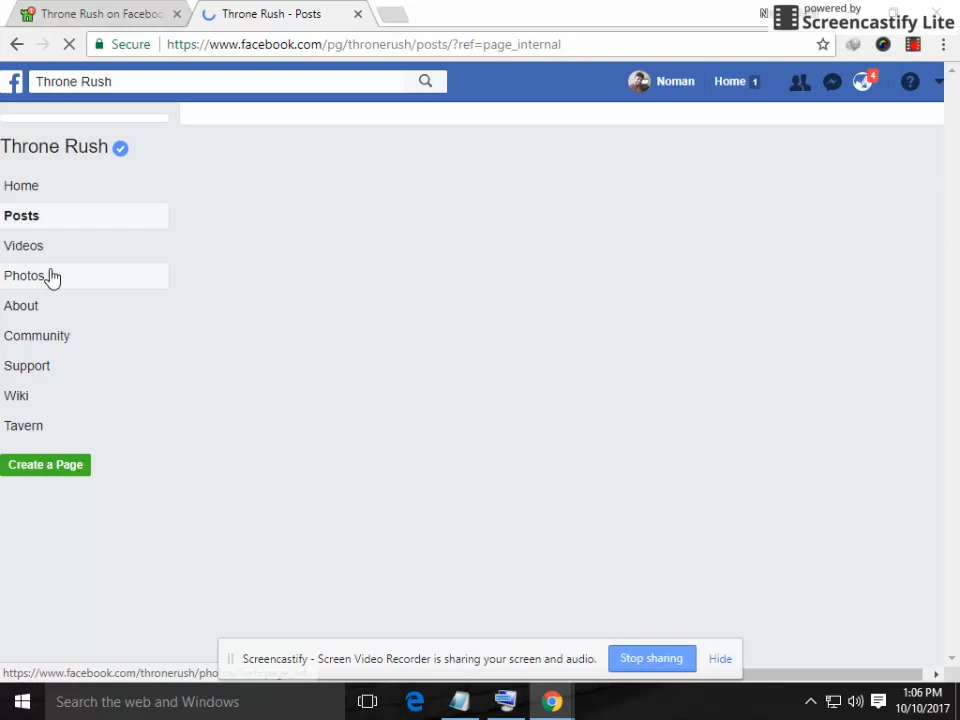 Throne Rush on Faceboo
Throne Rush - Posts
powered by
Screencastify Lite
Secure
https://www.facebook.com/pg/thronerush/posts/?ref=page_internal
Throne Rush
Noman
Home 1
4
Throne Rush
Home
Posts
Videos
Photos
About
Community
Support
Wiki
Tavern
Create a Page
Screencastify - Screen Video Recorder is sharing your screen and audio.
Stop sharing
Hide
https://www.facebook.com/thronerush/pho
Search the web and Windows
1:06 PM
10/10/2017